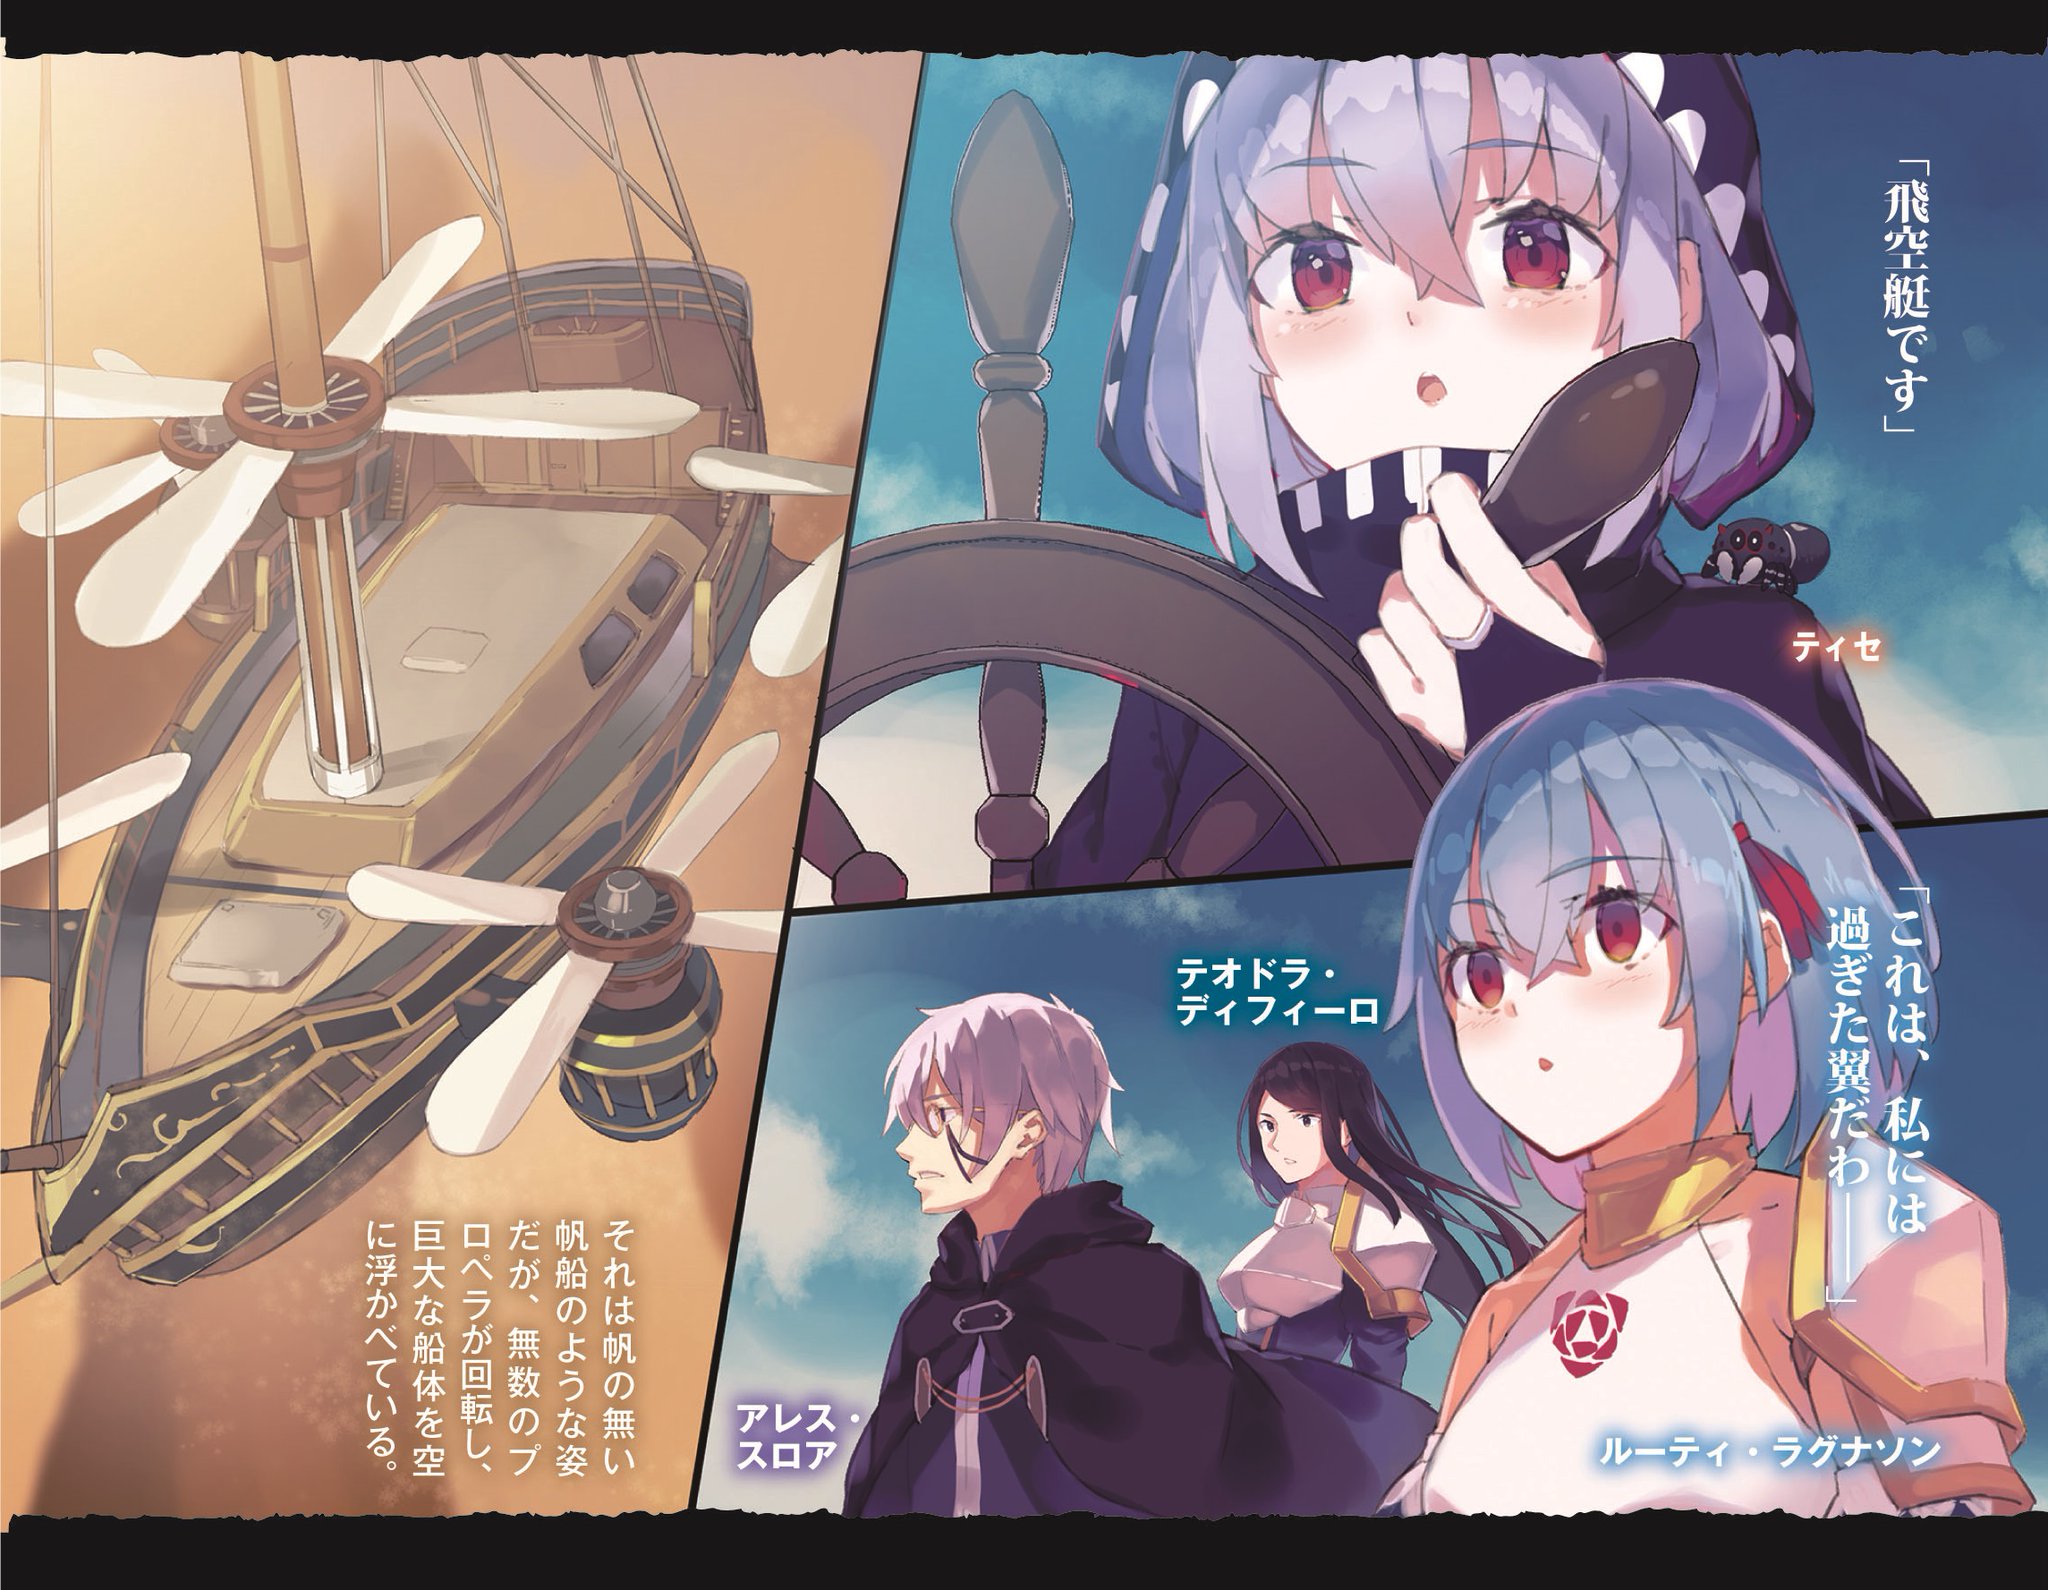 「飛空艇です」
ティセ
「これは、私には
過ぎた翼だわ――」
テオドラ・
ディフィーロ
ルーティ・ラグナソン
アレス・
スロア
それは帆の無い
帆船のような姿
だが、無数のプ
ロペラが回転し、
巨大な船体を空
に浮かべている。